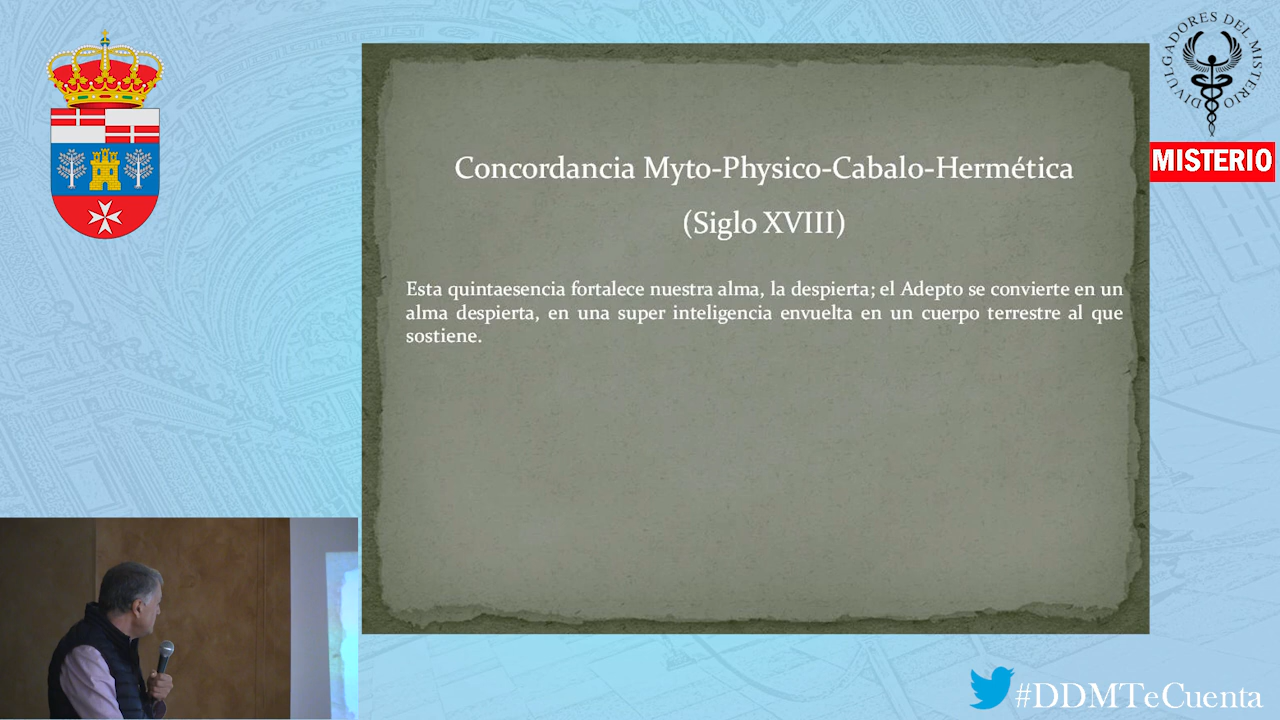 DIVULGADORES DEL MISTERIO
MISTERIO
Concordancia Myto-Physico-Cabalo-Hermética
(Siglo XVIII)
Esta quintaesencia fortalece nuestra alma, la despierta; el Adepto se convierte en un
alma despierta, en una super inteligencia envuelta en un cuerpo terrestre al que
sostiene.
#DDMTeCuenta